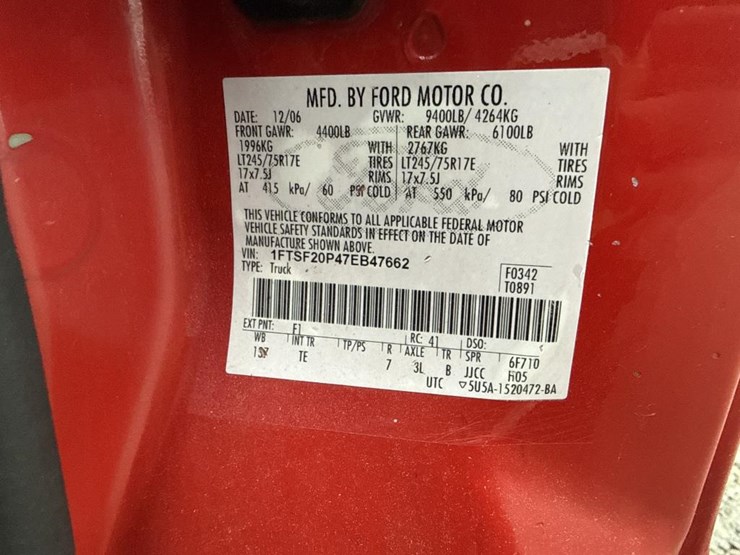 MFD. BY FORD MOTOR CO.
DATE: 12/06 GVWR: 9400LB/ 4264KG
FRONT GAWR: 4400LB REAR GAWR: 6100LB
1996KG WITH 2767KG WITH
LT245/75R17E TIRES LT245/75R17E TIRES
17x7.5J RIMS 17x7.5J RIMS
AT 415 kPa/ 60 PSI COLD AT 550 kPa/ 80 PSI COLD
THIS VEHICLE CONFORMS TO ALL APPLICABLE FEDERAL MOTOR
VEHICLE SAFETY STANDARDS IN EFFECT ON THE DATE OF
MANUFACTURE SHOWN ABOVE.
VIN: 1FTSF20P47EB47662
TYPE: Truck
F0342
T0891
EXT PNT: F1 RC: 41 DSO:
WB INT TR TP/PS R AXLE TR SPR 6F710
TE 7 3L B JJCC H05
UTC ▽5U5A-1520472-BA